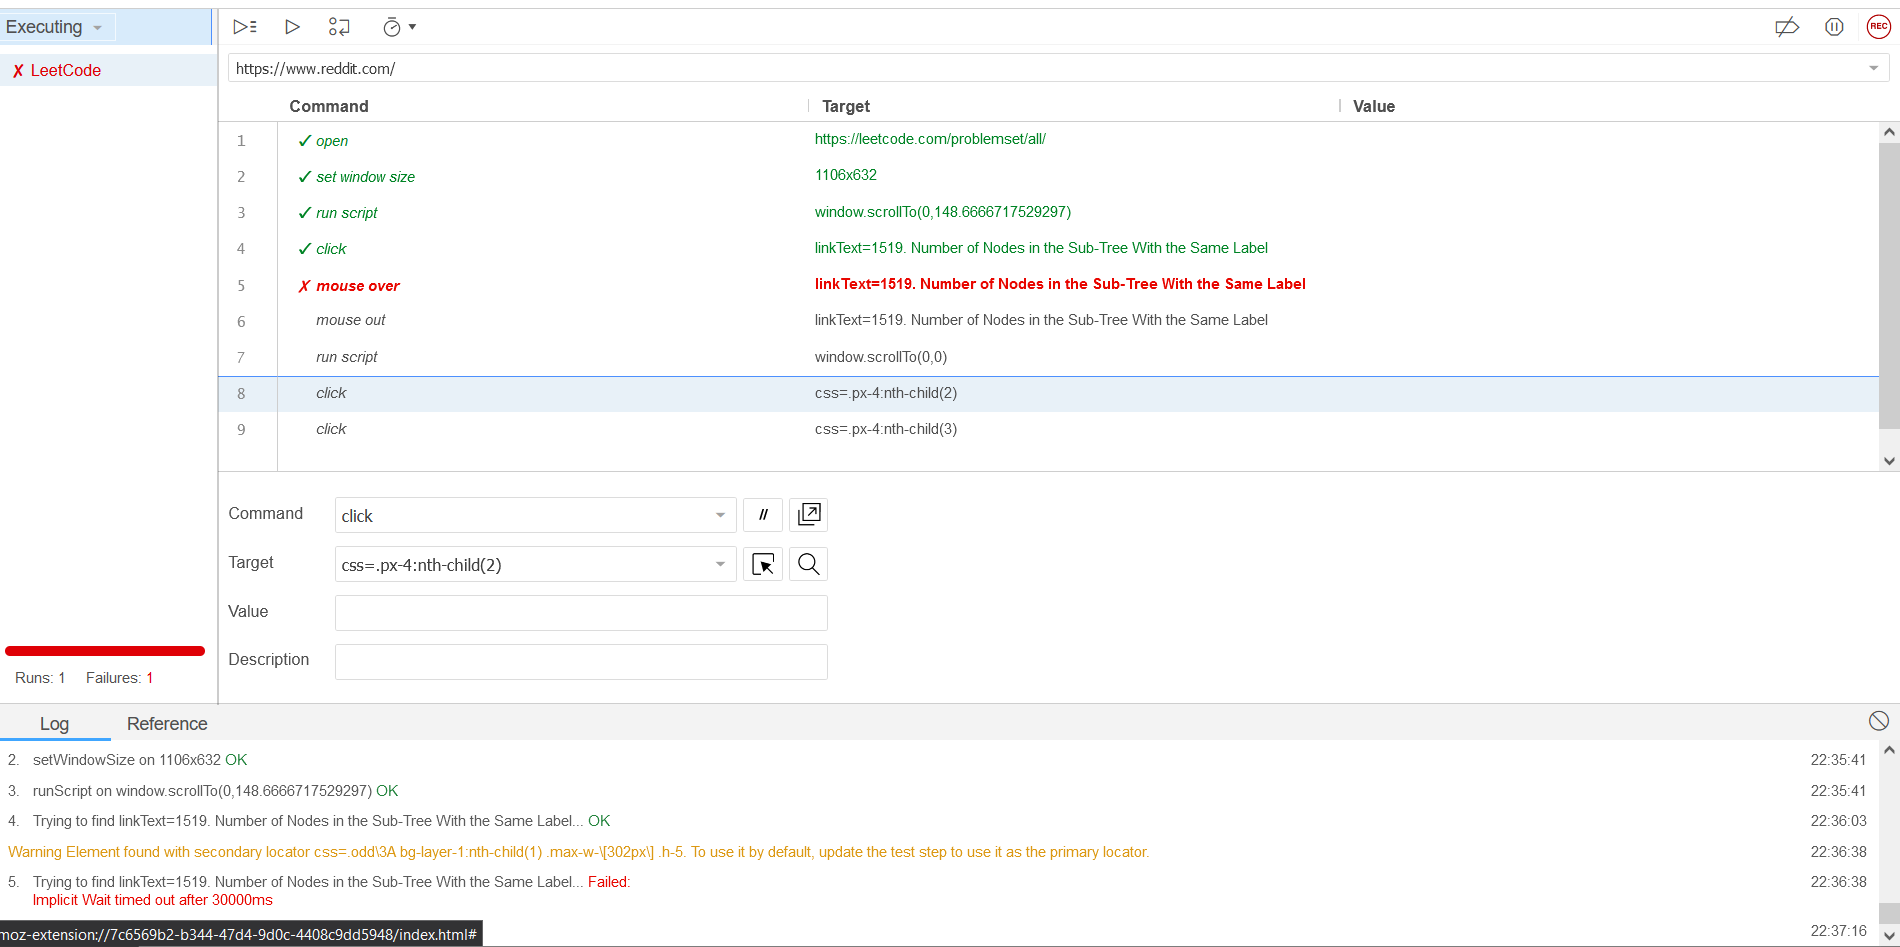 Executing
REC
✗ LeetCode
https://www.reddit.com/
Command Target Value
1 ✓ open https://leetcode.com/problemset/all/
2 ✓ set window size 1106x632
3 ✓ run script window.scrollTo(0,148.6666717529297)
4 ✓ click linkText=1519. Number of Nodes in the Sub-Tree With the Same Label
5 ✗ mouse over linkText=1519. Number of Nodes in the Sub-Tree With the Same Label
6 mouse out linkText=1519. Number of Nodes in the Sub-Tree With the Same Label
7 run script window.scrollTo(0,0)
8 click css=.px-4:nth-child(2)
9 click css=.px-4:nth-child(3)
Command click //
Target css=.px-4:nth-child(2)
Value
Description
Runs: 1 Failures: 1
Log Reference
2. setWindowSize on 1106x632 OK 22:35:41
3. runScript on window.scrollTo(0,148.6666717529297) OK 22:35:41
4. Trying to find linkText=1519. Number of Nodes in the Sub-Tree With the Same Label... OK 22:36:03
Warning Element found with secondary locator css=.odd\3A bg-layer-1:nth-child(1) .max-w-\[302px\] .h-5. To use it by default, update the test step to use it as the primary locator. 22:36:38
5. Trying to find linkText=1519. Number of Nodes in the Sub-Tree With the Same Label... Failed: 22:36:38
Implicit Wait timed out after 30000ms
moz-extension://7c6569b2-b344-47d4-9d0c-4408c9dd5948/index.html# 22:37:16